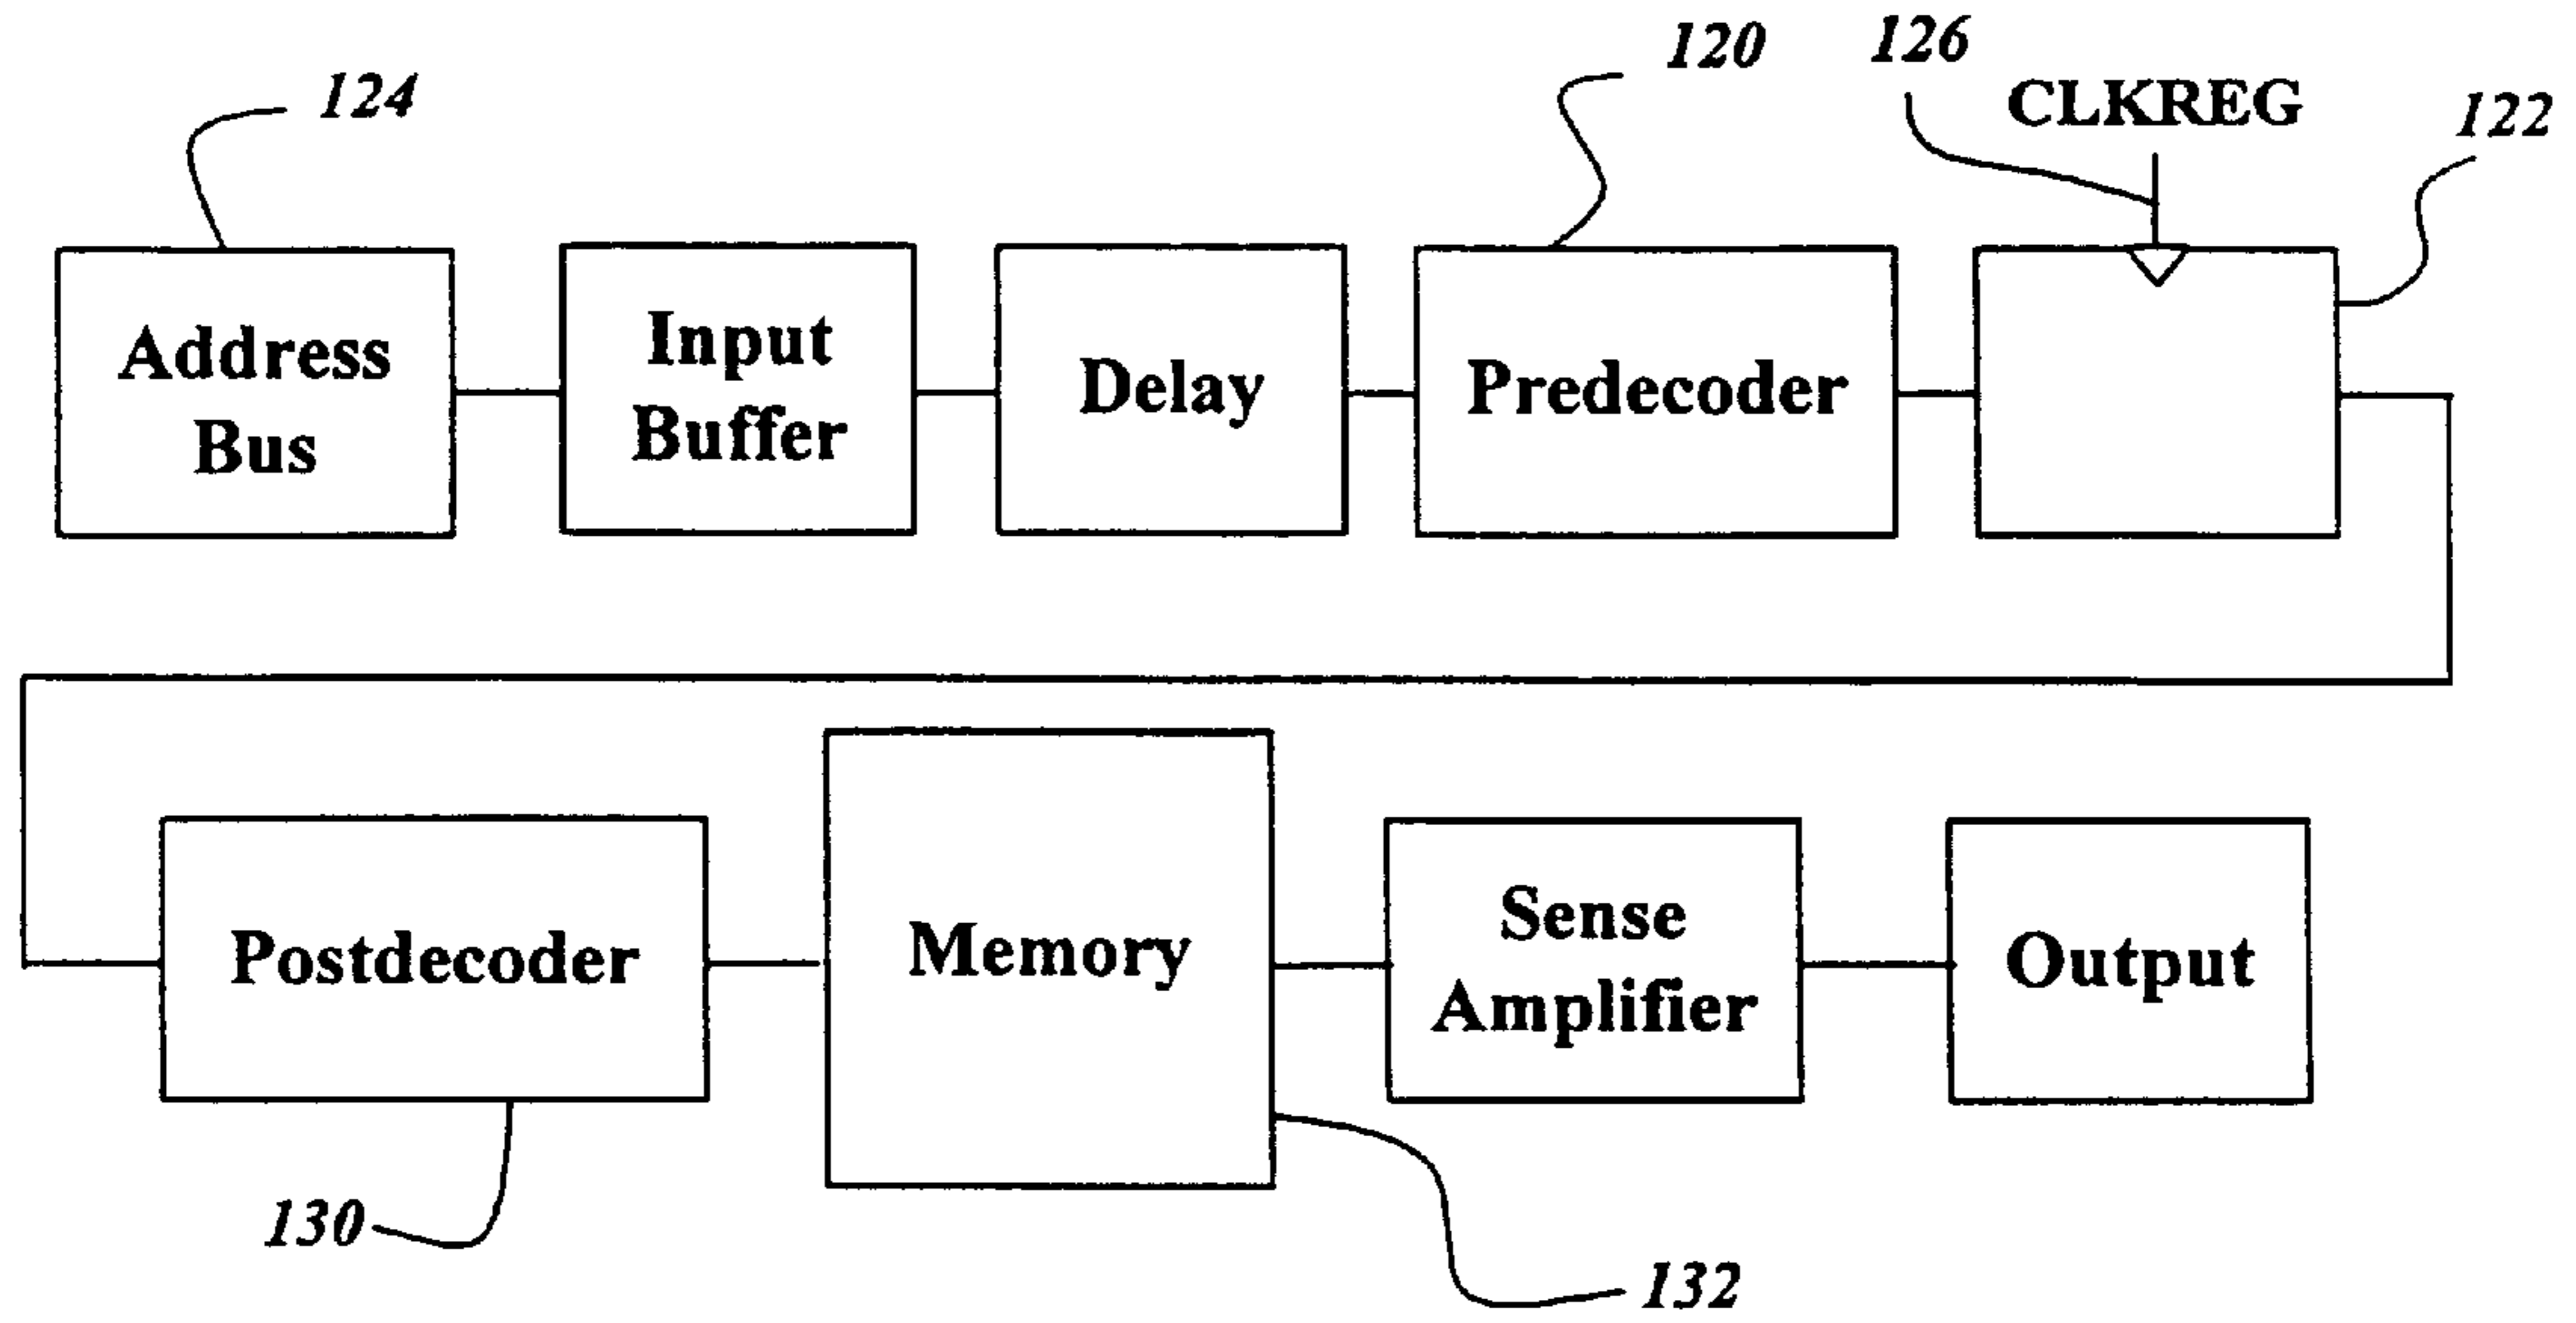 120
126
CLKREG
124
122
Address
Bus
Input
Buffer
Delay
Predecoder
Postdecoder
Memory
Sense
Amplifier
Output
130
132